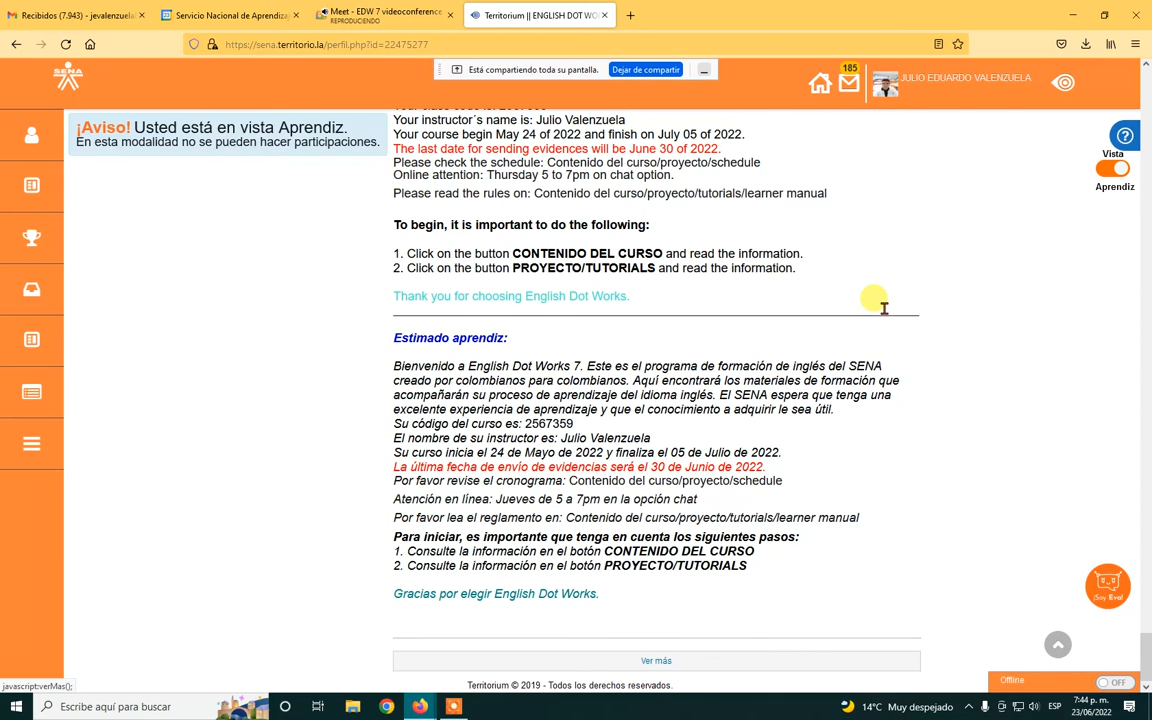 Recibidos (7.943) - jevalenzuela
Servicio Nacional de Aprendizaj
Meet - EDW 7 videoconference
REPRODUCIENDO
Territorium || ENGLISH DOT WO
https://sena.territorio.la/perfil.php?id=22475277
Está compartiendo toda su pantalla.
Dejar de compartir
SENA
185
JULIO EDUARDO VALENZUELA
¡Aviso! Usted está en vista Aprendiz.
En esta modalidad no se pueden hacer participaciones.
Vista
Aprendiz
Your instructor´s name is: Julio Valenzuela
Your course begin May 24 of 2022 and finish on July 05 of 2022.
The last date for sending evidences will be June 30 of 2022.
Please check the schedule: Contenido del curso/proyecto/schedule
Online attention: Thursday 5 to 7pm on chat option.
Please read the rules on: Contenido del curso/proyecto/tutorials/learner manual
To begin, it is important to do the following:
1. Click on the button CONTENIDO DEL CURSO and read the information.
2. Click on the button PROYECTO/TUTORIALS and read the information.
Thank you for choosing English Dot Works.
Estimado aprendiz:
Bienvenido a English Dot Works 7. Este es el programa de formación de inglés del SENA
creado por colombianos para colombianos. Aquí encontrará los materiales de formación que
acompañarán su proceso de aprendizaje del idioma inglés. El SENA espera que tenga una
excelente experiencia de aprendizaje y que el conocimiento a adquirir le sea útil.
Su código del curso es: 2567359
El nombre de su instructor es: Julio Valenzuela
Su curso inicia el 24 de Mayo de 2022 y finaliza el 05 de Julio de 2022.
La última fecha de envío de evidencias será el 30 de Junio de 2022.
Por favor revise el cronograma: Contenido del curso/proyecto/schedule
Atención en línea: Jueves de 5 a 7pm en la opción chat
Por favor lea el reglamento en: Contenido del curso/proyecto/tutorials/learner manual
Para iniciar, es importante que tenga en cuenta los siguientes pasos:
1. Consulte la información en el botón CONTENIDO DEL CURSO
2. Consulte la información en el botón PROYECTO/TUTORIALS
Gracias por elegir English Dot Works.
¡Soy Eva!
Ver más
Territorium © 2019 - Todos los derechos reservados.
javascript:verMas();
Offline
OFF
Escribe aquí para buscar
14°C Muy despejado
ESP
7:44 p. m.
23/06/2022